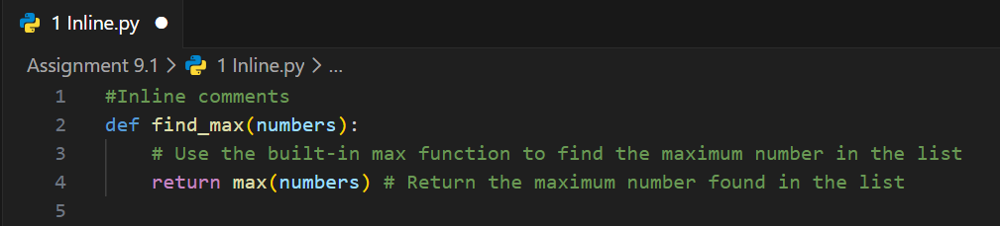 1 Inline.py
Assignment 9.1 > 1 Inline.py > ...
1 #Inline comments
2 def find_max(numbers):
3     # Use the built-in max function to find the maximum number in the list
4     return max(numbers) # Return the maximum number found in the list
5